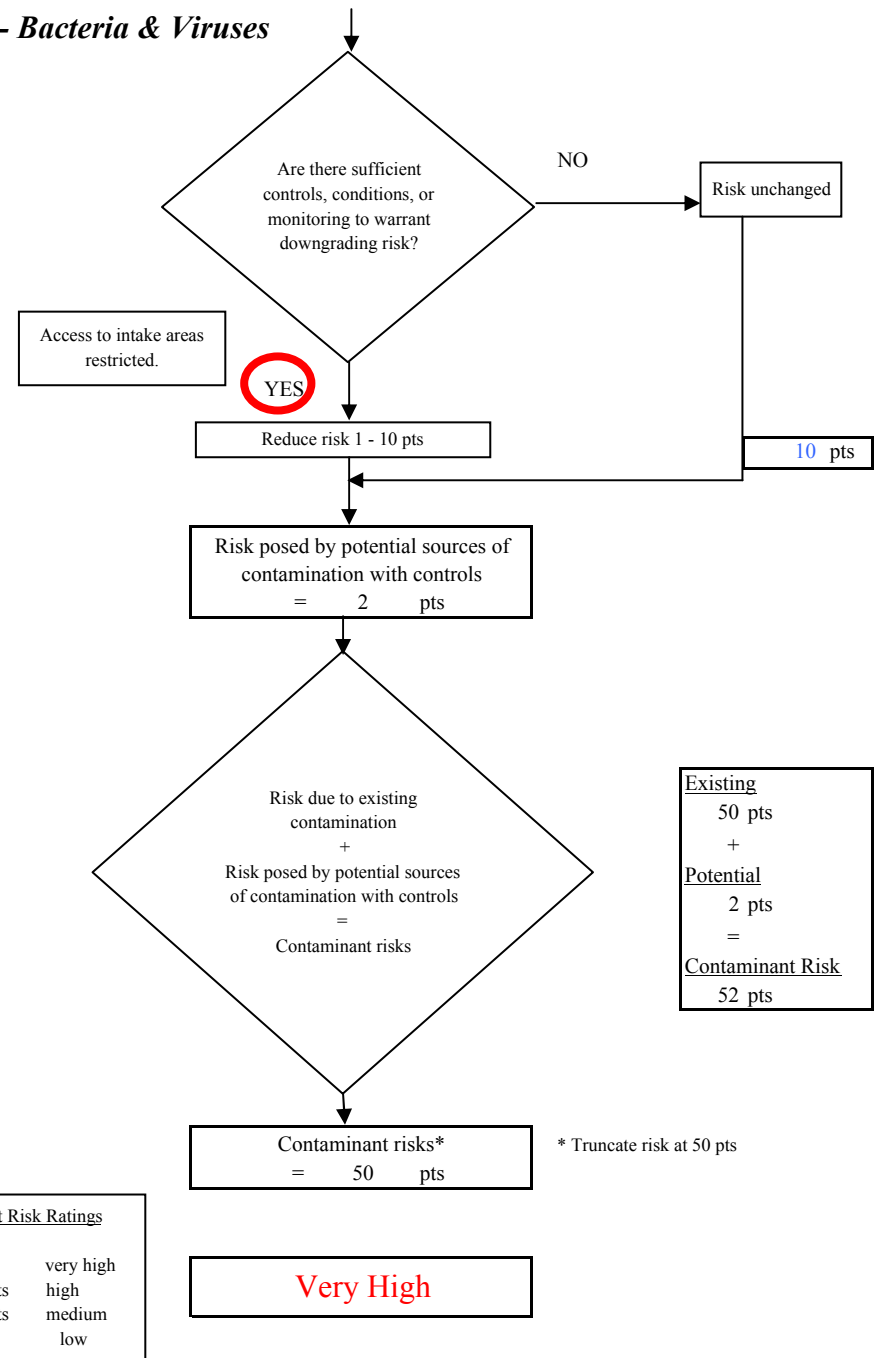 - Bacteria & Viruses
Are there sufficient
controls, conditions, or
monitoring to warrant
downgrading risk?
NO
Risk unchanged
Access to intake areas
restricted.
YES
Reduce risk 1 - 10 pts
10 pts
Risk posed by potential sources of
contamination with controls
= 2 pts
Risk due to existing
contamination
+
Risk posed by potential sources
of contamination with controls
=
Contaminant risks
Existing
50 pts
+
Potential
2 pts
=
Contaminant Risk
52 pts
Contaminant risks*
= 50 pts
* Truncate risk at 50 pts
Risk Ratings
very high
high
medium
low
Very High